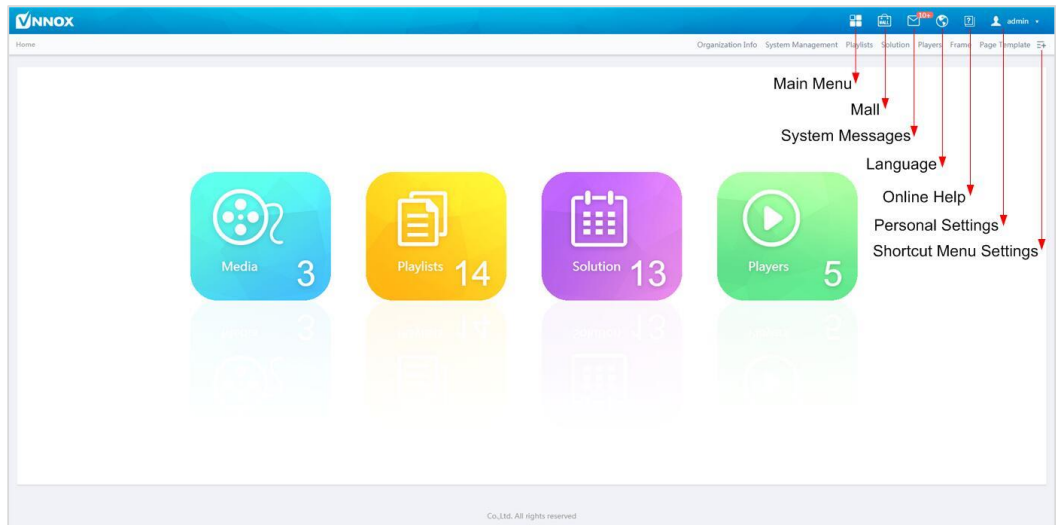 VNNOX
10+
MALL
?
admin
Home
Organization Info System Management Playlists Solution Players Frame Page Template
Main Menu
Mall
System Messages
Language
Online Help
Personal Settings
Shortcut Menu Settings
Media 3
Playlists 14
Solution 13
Players 5
Co.,Ltd. All rights reserved